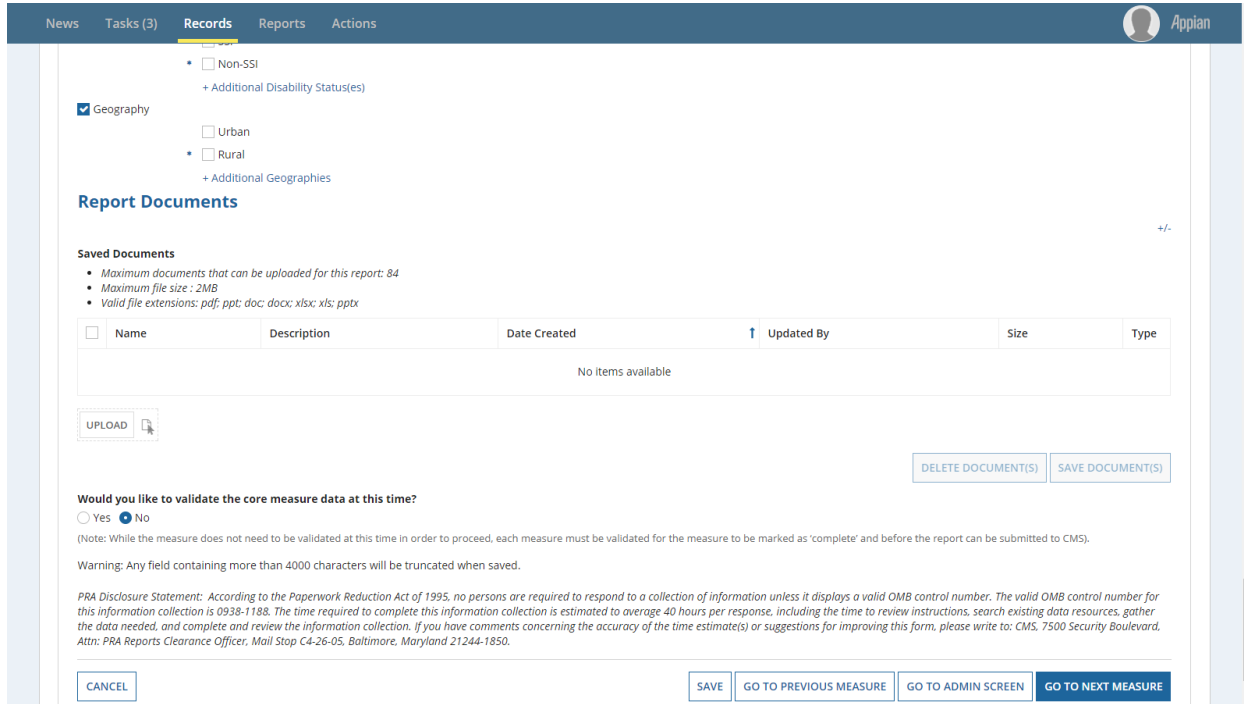 News Tasks (3) Records Reports Actions Appian
Non-SSI
+ Additional Disability Status(es)
Geography
Urban
Rural
+ Additional Geographies
Report Documents
+/-
Saved Documents
• Maximum documents that can be uploaded for this report: 84
• Maximum file size : 2MB
• Valid file extensions: pdf; ppt; doc; docx; xlsx; xls; pptx
Name Description Date Created ↑ Updated By Size Type
No items available
UPLOAD
DELETE DOCUMENT(S) SAVE DOCUMENT(S)
Would you like to validate the core measure data at this time?
Yes No
(Note: While the measure does not need to be validated at this time in order to proceed, each measure must be validated for the measure to be marked as 'complete' and before the report can be submitted to CMS).
Warning: Any field containing more than 4000 characters will be truncated when saved.
PRA Disclosure Statement: According to the Paperwork Reduction Act of 1995, no persons are required to respond to a collection of information unless it displays a valid OMB control number. The valid OMB control number for
this information collection is 0938-1188. The time required to complete this information collection is estimated to average 40 hours per response, including the time to review instructions, search existing data resources, gather
the data needed, and complete and review the information collection. If you have comments concerning the accuracy of the time estimate(s) or suggestions for improving this form, please write to: CMS, 7500 Security Boulevard,
Attn: PRA Reports Clearance Officer, Mail Stop C4-26-05, Baltimore, Maryland 21244-1850.
CANCEL SAVE GO TO PREVIOUS MEASURE GO TO ADMIN SCREEN GO TO NEXT MEASURE